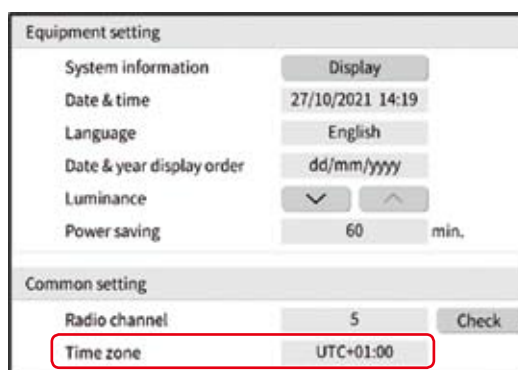 Equipment setting
System information Display
Date & time 27/10/2021 14:19
Language English
Date & year display order dd/mm/yyyy
Luminance
Power saving 60 min.
Common setting
Radio channel 5 Check
Time zone UTC+01:00